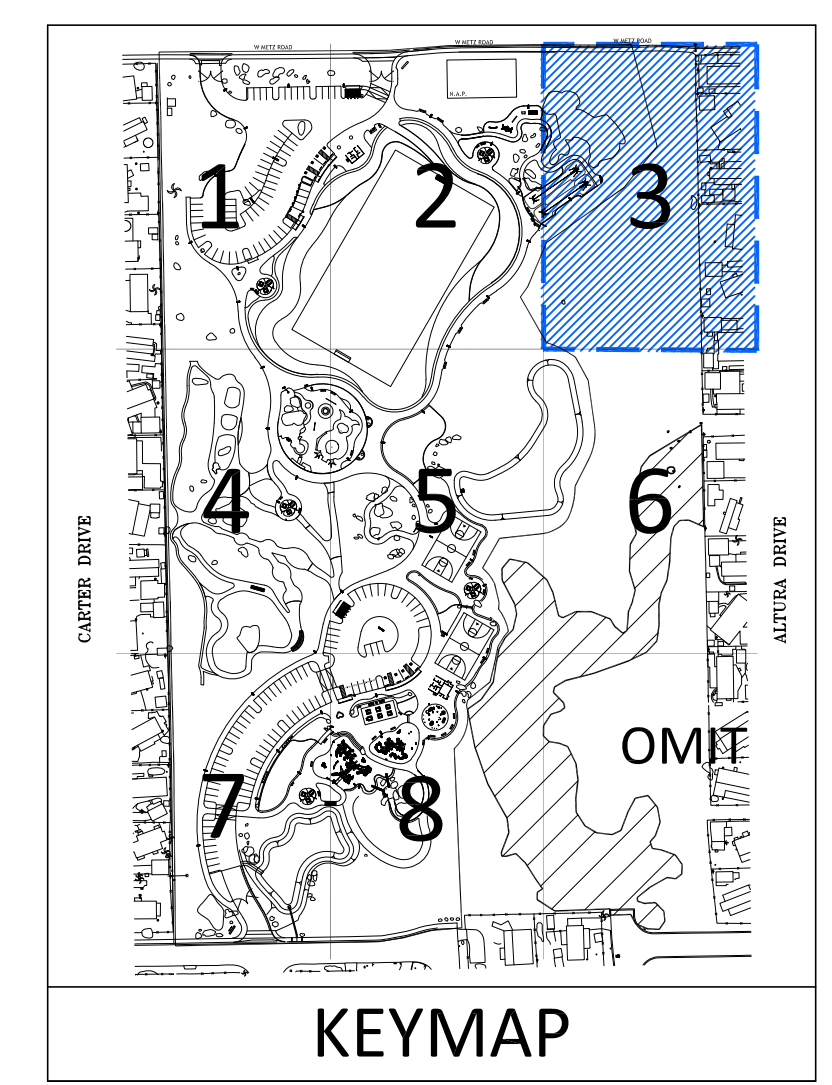 W METZ ROAD
W METZ ROAD
W METZ ROAD
N.A.P.
1
2
3
4
5
6
CARTER DRIVE
ALTURA DRIVE
OMIT
7
8
KEYMAP